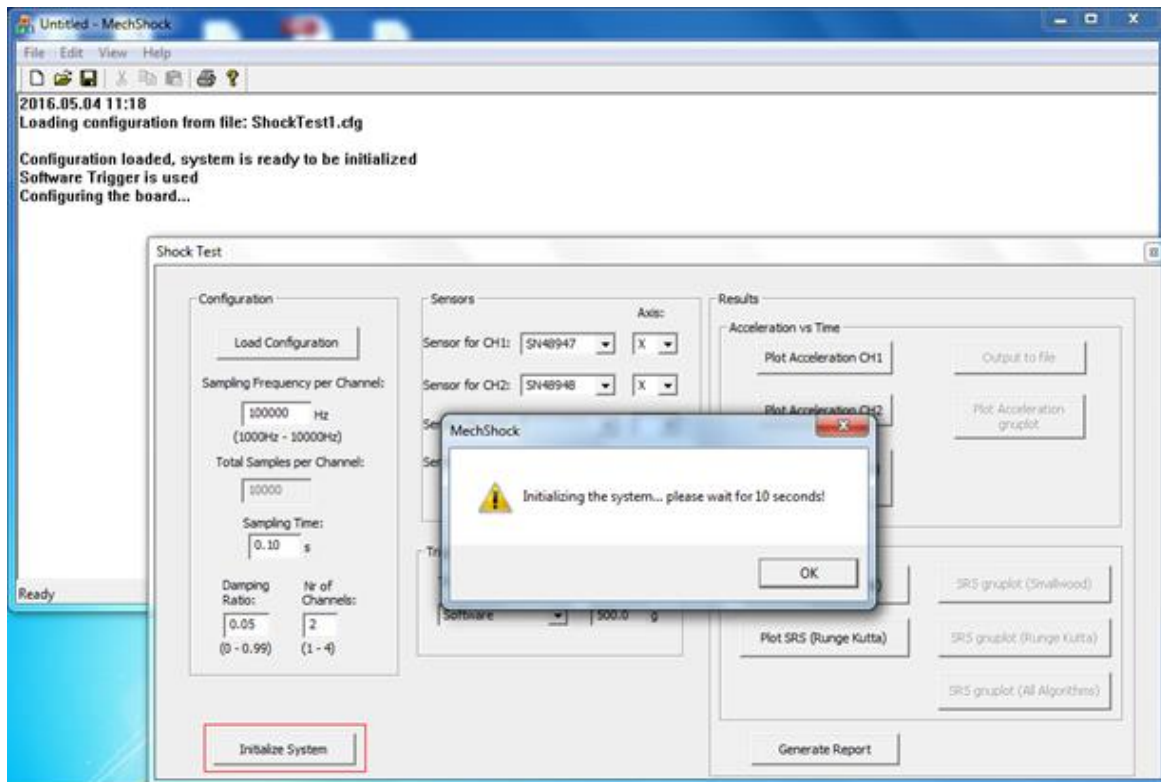 Untitled - MechShock
File Edit View Help
2016.05.04 11:18
Loading configuration from file: ShockTest1.cfg
Configuration loaded, system is ready to be initialized
Software Trigger is used
Configuring the board...
Ready
Shock Test
Configuration
Load Configuration
Sampling Frequency per Channel:
100000 Hz
(1000Hz - 10000Hz)
Total Samples per Channel:
10000
Sampling Time:
0.10 s
Damping Ratio:
Nr of Channels:
0.05
2
(0 - 0.99)
(1 - 4)
Initialize System
Sensors
Axis:
Sensor for CH1: SN48947 X
Sensor for CH2: SN48948 X
Software
500.0 g
MechShock
Initializing the system... please wait for 10 seconds!
OK
Results
Acceleration vs Time
Plot Acceleration CH1
Output to file
Plot Acceleration CH2
Plot Acceleration gnuplot
SRS gnuplot (Smallwood)
Plot SRS (Runge Kutta)
SRS gnuplot (Runge Kutta)
SRS gnuplot (All Algorithms)
Generate Report